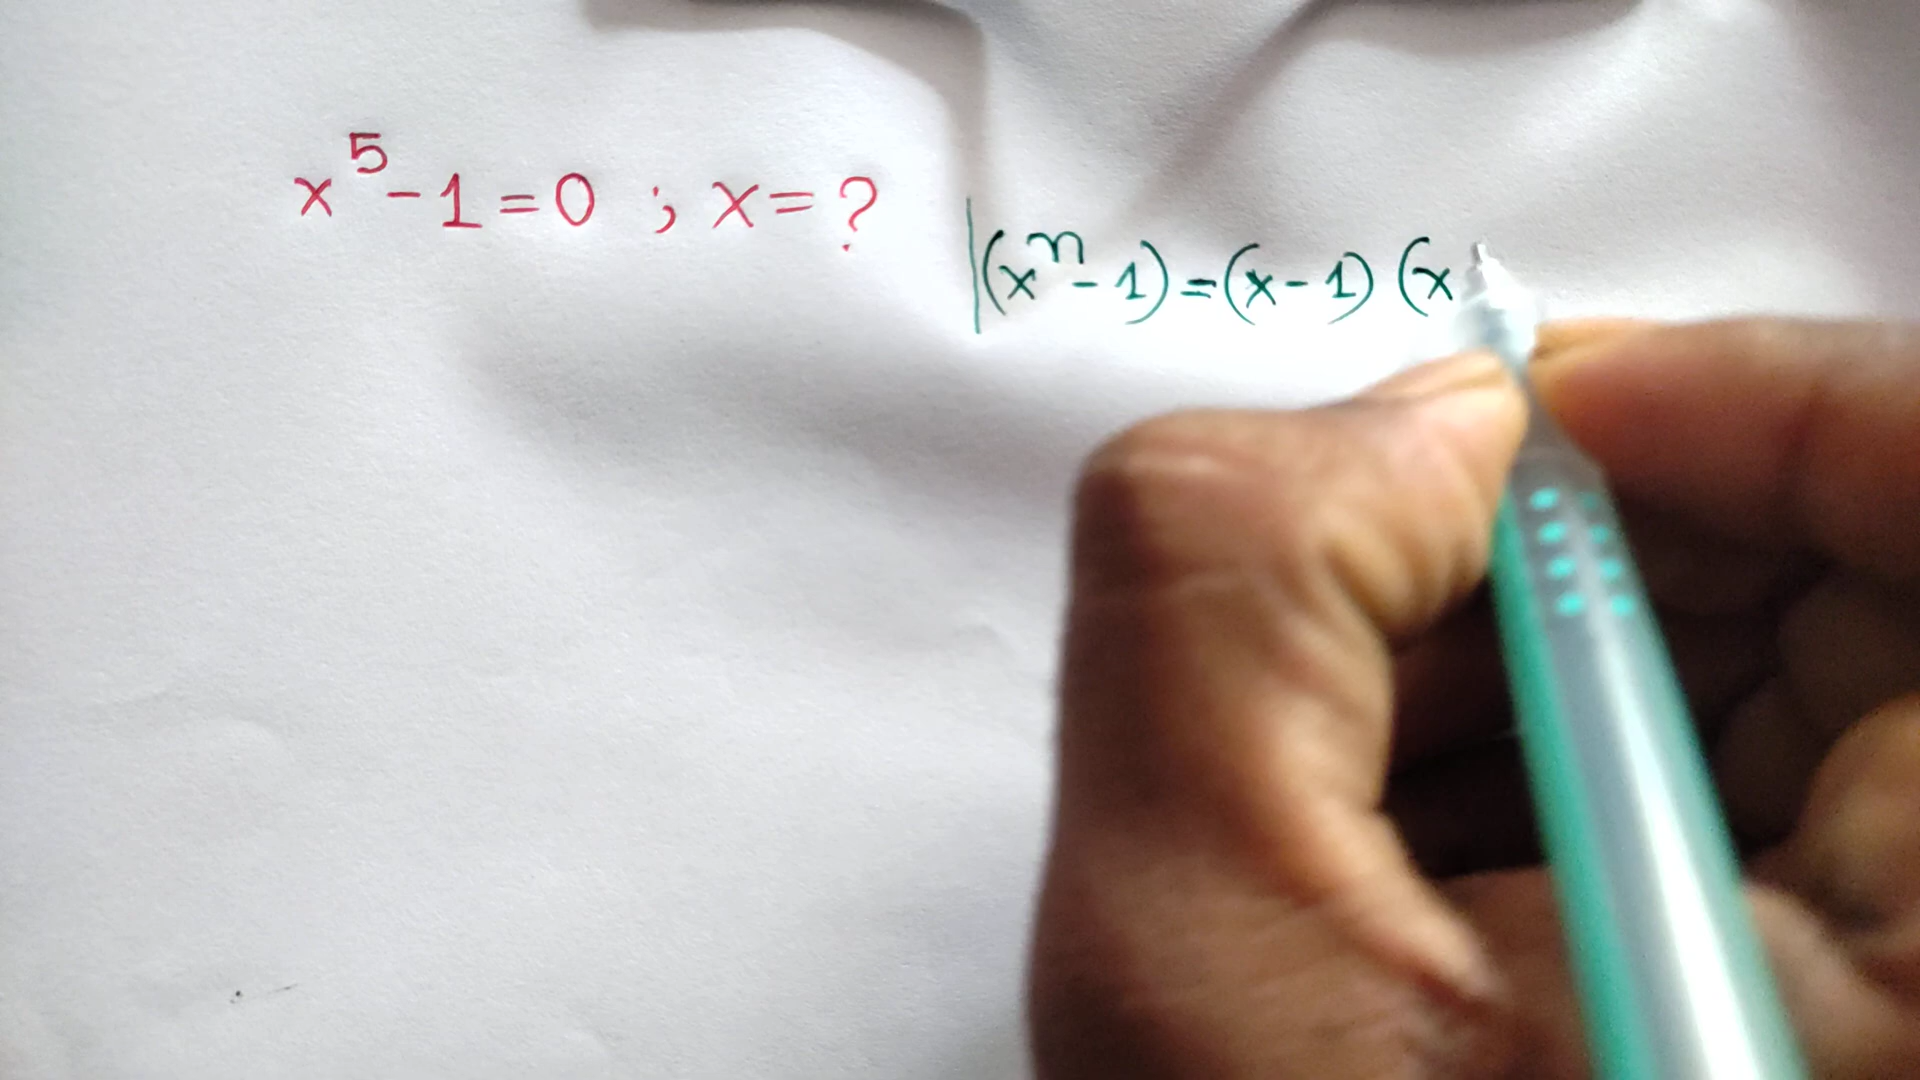 x⁵-1=0 ; x=?
(xⁿ-1)=(x-1) (x